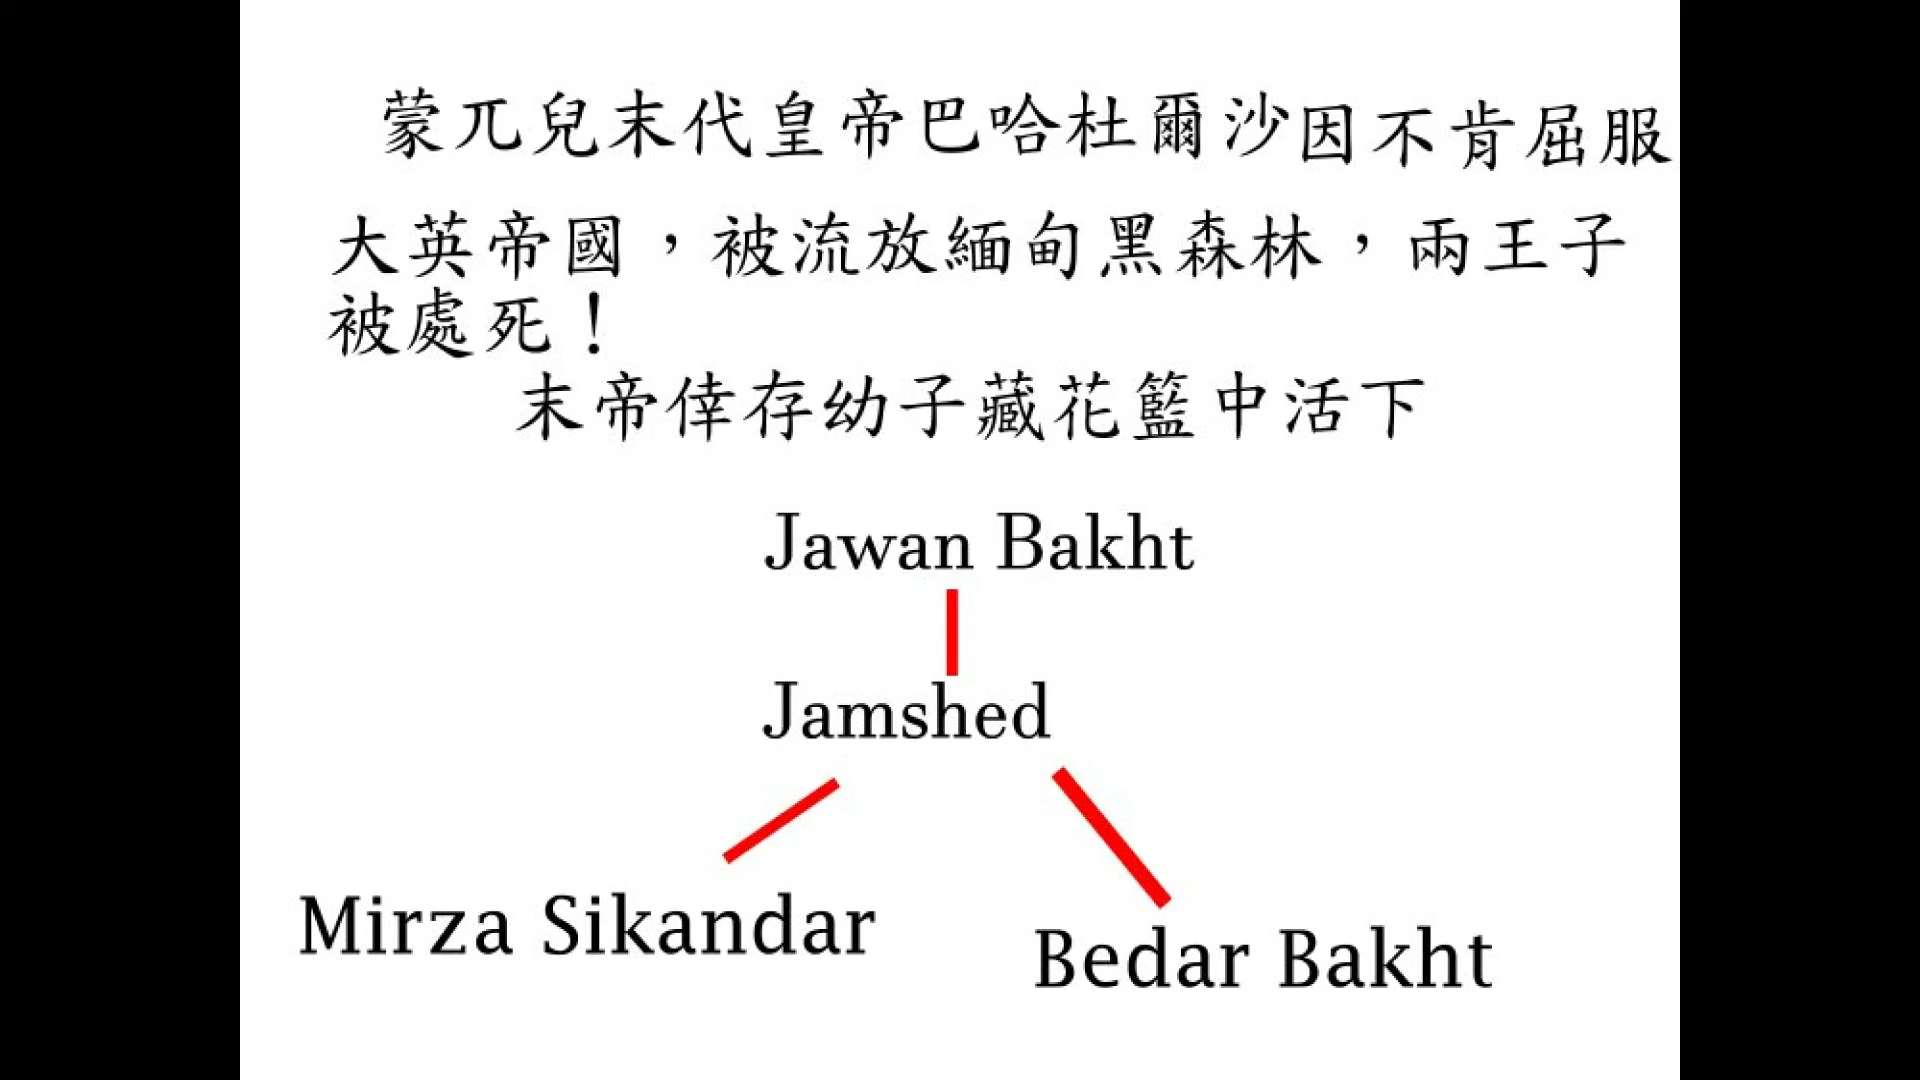 蒙兀兒末代皇帝巴哈杜爾沙因不肯屈服
大英帝國，被流放緬甸黑森林，兩王子
被處死！
末帝倖存幼子藏花籃中活下
Jawan Bakht
Jamshed
Mirza Sikandar
Bedar Bakht